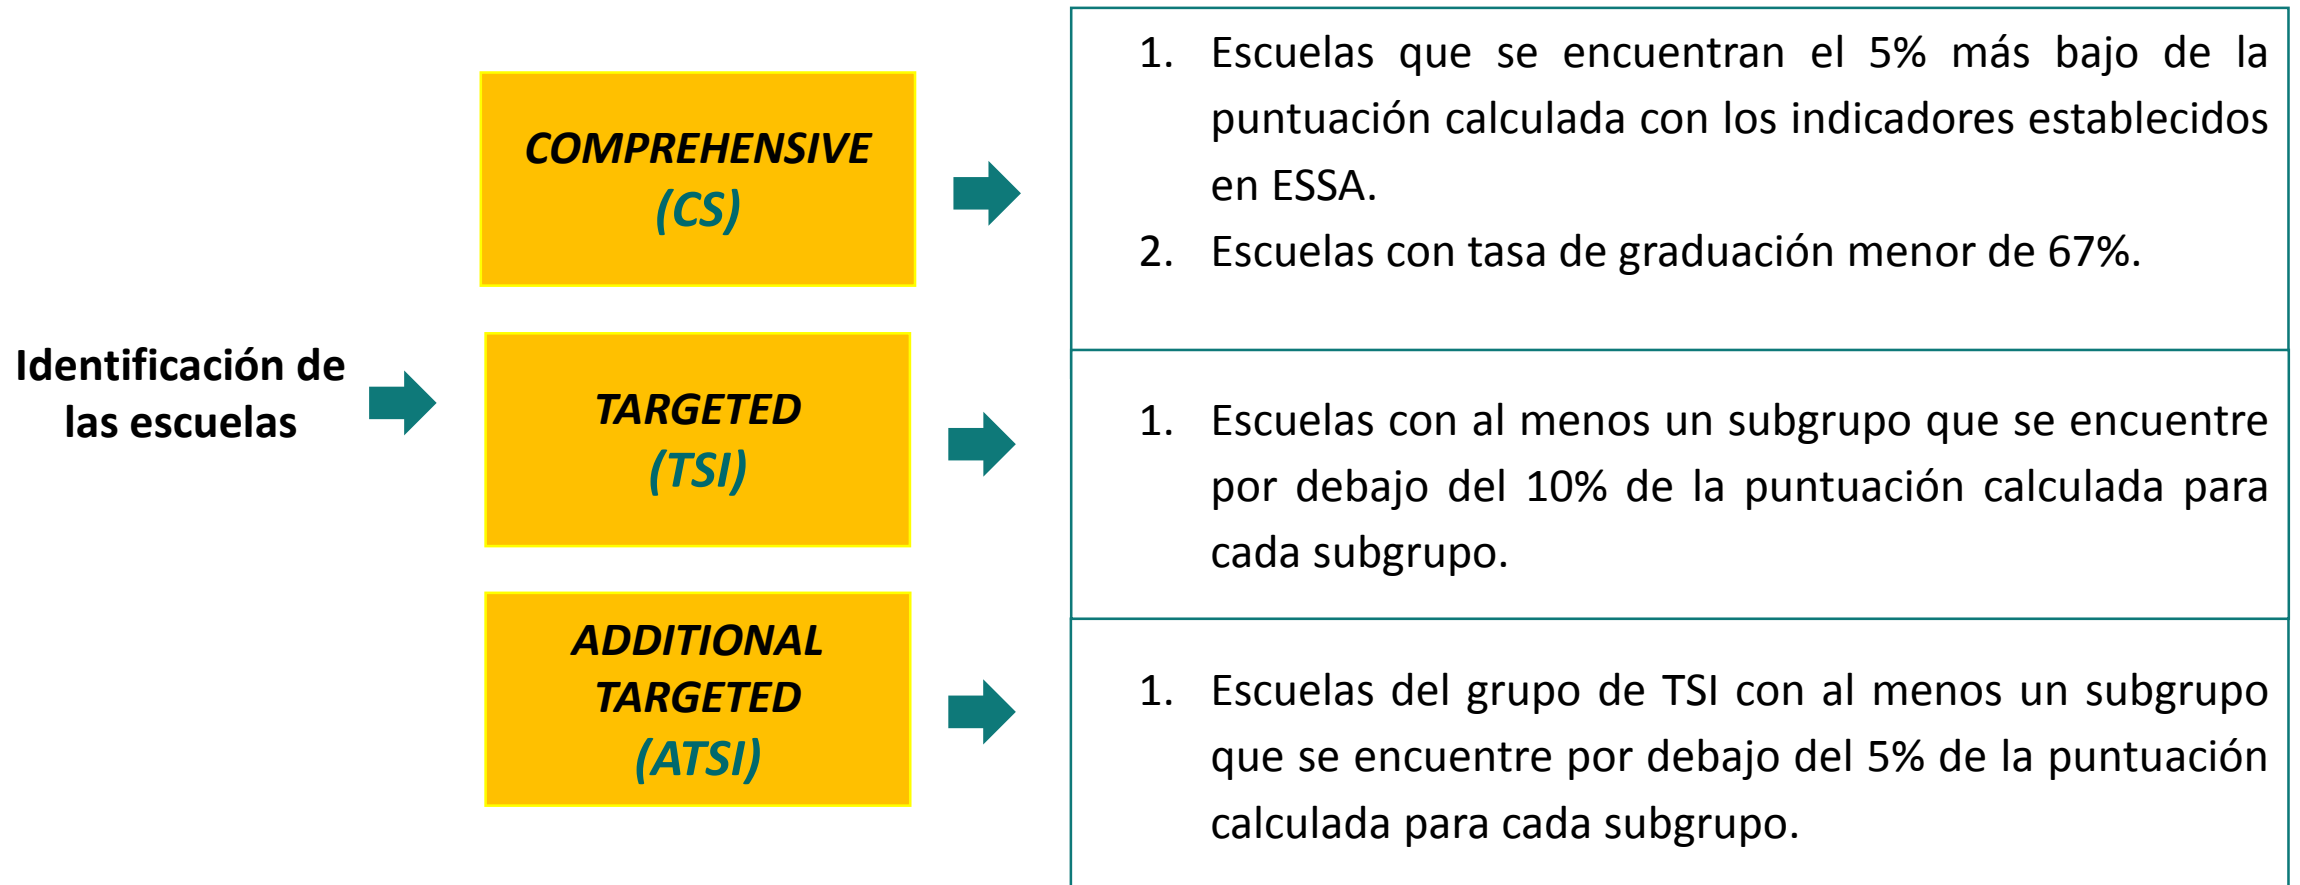 Identificación de
las escuelas
COMPREHENSIVE
(CS)
1. Escuelas que se encuentran el 5% más bajo de la
puntuación calculada con los indicadores establecidos
en ESSA.
2. Escuelas con tasa de graduación menor de 67%.
TARGETED
(TSI)
1. Escuelas con al menos un subgrupo que se encuentre
por debajo del 10% de la puntuación calculada para
cada subgrupo.
ADDITIONAL
TARGETED
(ATSI)
1. Escuelas del grupo de TSI con al menos un subgrupo
que se encuentre por debajo del 5% de la puntuación
calculada para cada subgrupo.